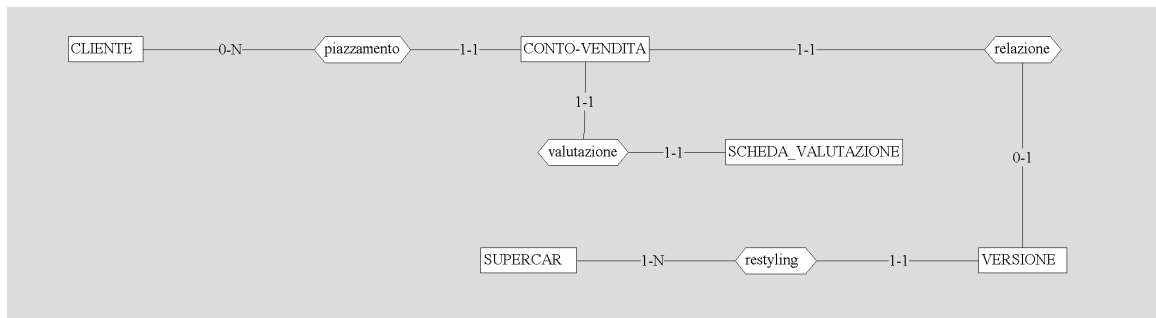 CLIENTE 0-N piazzamento 1-1 CONTO-VENDITA 1-1 relazione
1-1
valutazione 1-1 SCHEDA_VALUTAZIONE
0-1
SUPERCAR 1-N restyling 1-1 VERSIONE